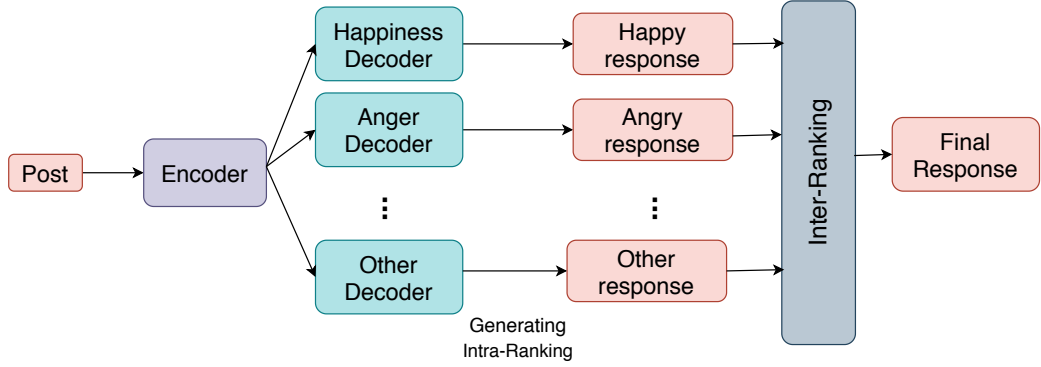 Post
Encoder
Happiness
Decoder
Anger
Decoder
Other
Decoder
Generating
Intra-Ranking
Happy
response
Angry
response
Other
response
Inter-Ranking
Final
Response